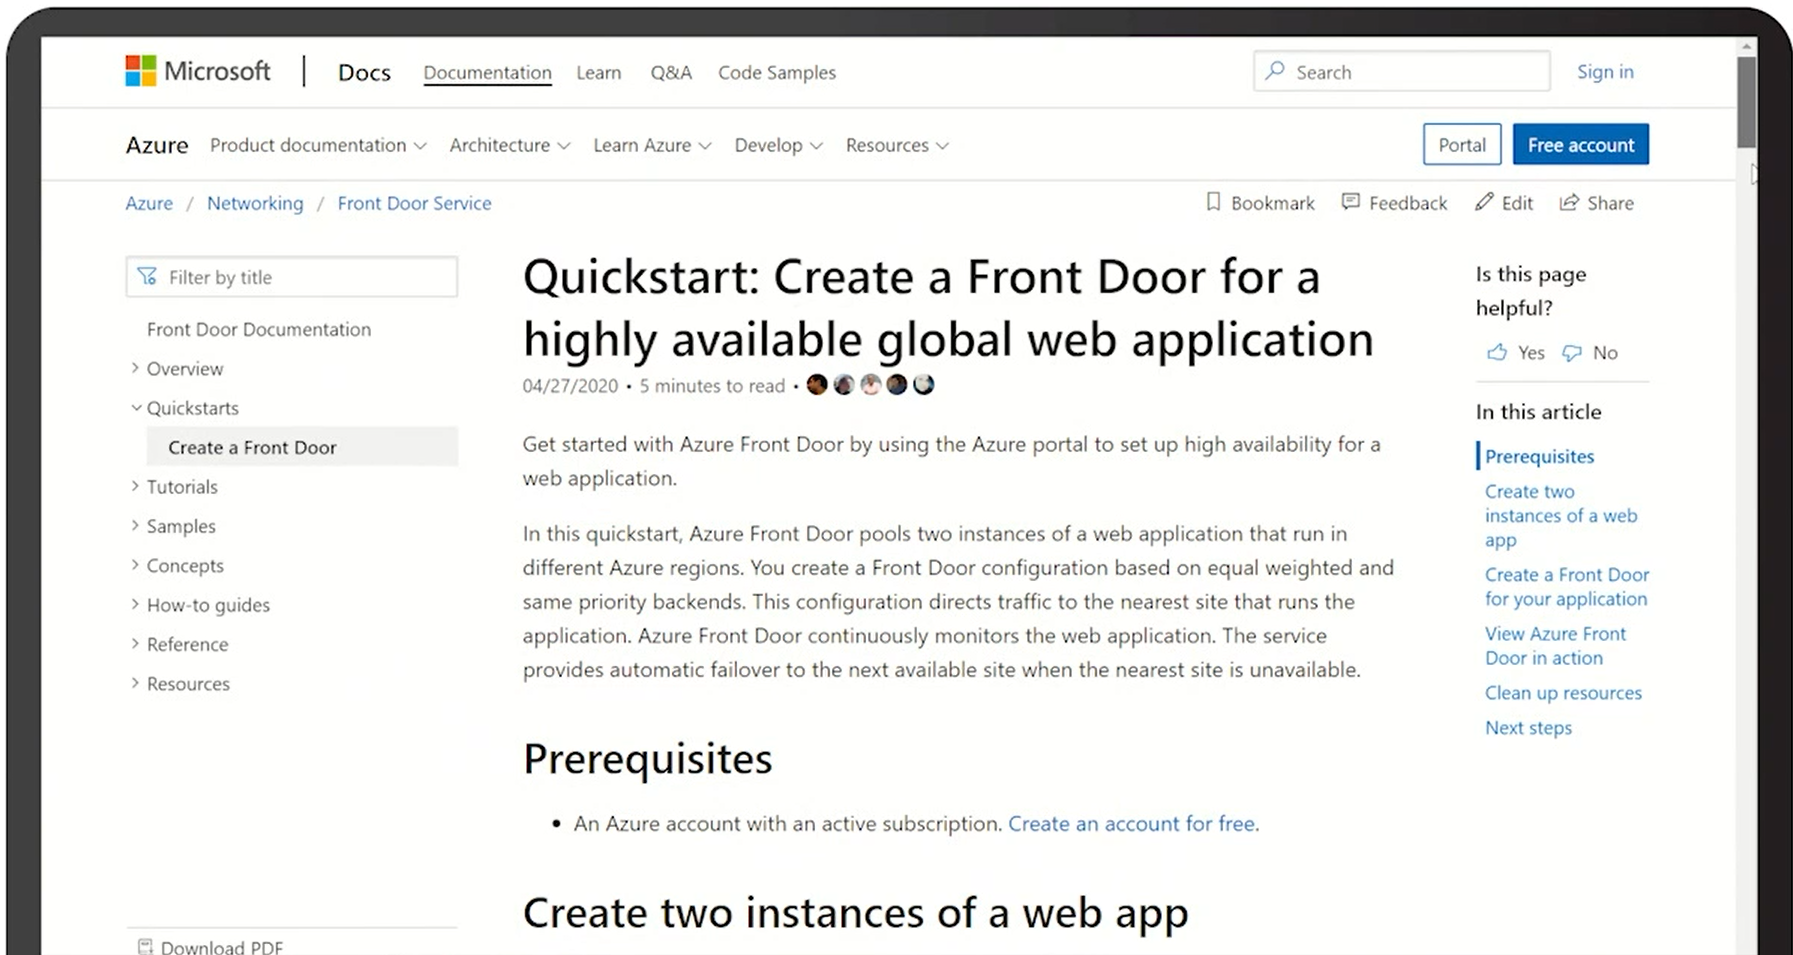 Microsoft | Docs Documentation Learn Q&A Code Samples Search Sign in
Azure Product documentation Architecture Learn Azure Develop Resources Portal Free account
Azure / Networking / Front Door Service Bookmark Feedback Edit Share
Filter by title
Front Door Documentation
Overview
Quickstarts
Create a Front Door
Tutorials
Samples
Concepts
How-to guides
Reference
Resources
Download PDF
Quickstart: Create a Front Door for a
highly available global web application
04/27/2020 • 5 minutes to read •
Get started with Azure Front Door by using the Azure portal to set up high availability for a
web application.
In this quickstart, Azure Front Door pools two instances of a web application that run in
different Azure regions. You create a Front Door configuration based on equal weighted and
same priority backends. This configuration directs traffic to the nearest site that runs the
application. Azure Front Door continuously monitors the web application. The service
provides automatic failover to the next available site when the nearest site is unavailable.
Prerequisites
• An Azure account with an active subscription. Create an account for free.
Create two instances of a web app
Is this page
helpful?
Yes No
In this article
Prerequisites
Create two
instances of a web
app
Create a Front Door
for your application
View Azure Front
Door in action
Clean up resources
Next steps